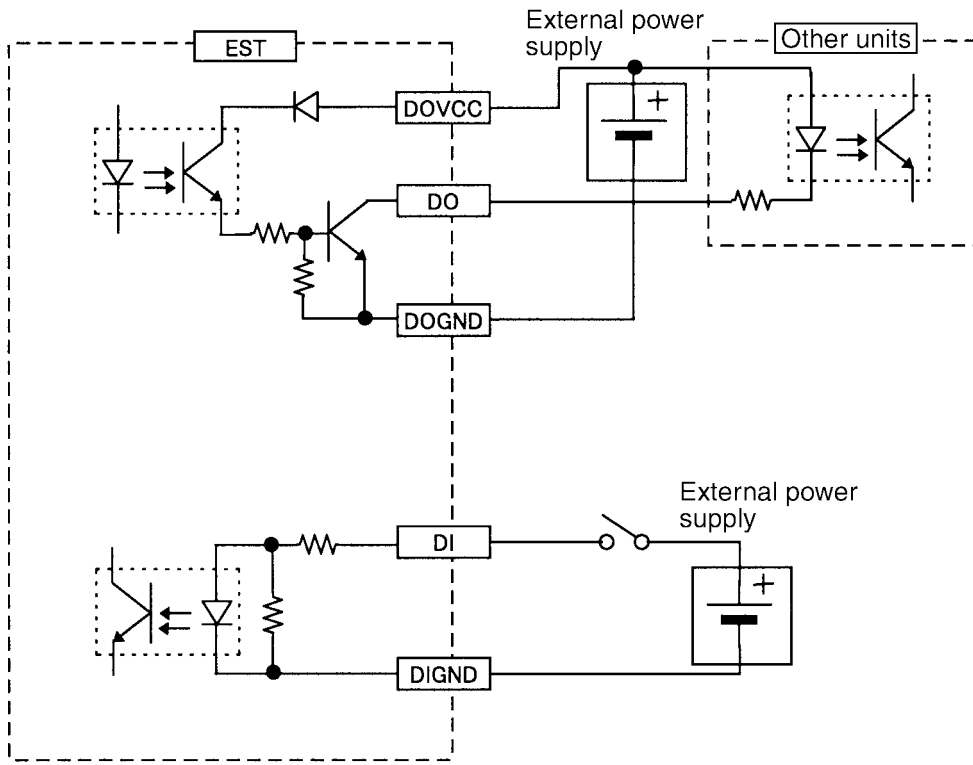 External power
supply
EST
Other units
DOVCC
+
DO
DOGND
External power
supply
DI
+
DIGND